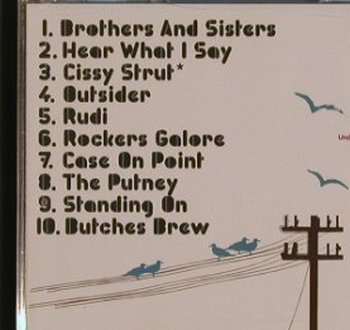 1. Brothers And Sisters
2. Hear What I Say
3. Cissy Strut*
4. Outsider
5. Rudi
6. Rockers Galore
7. Case On Point
8. The Putney
9. Standing On
10. Butches Brew